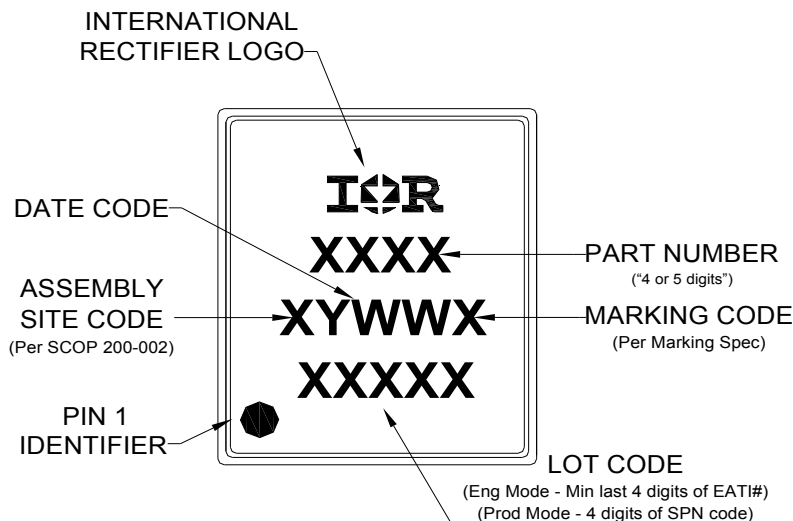 INTERNATIONAL
RECTIFIER LOGO
IOR
DATE CODE
XXXX
PART NUMBER
(“4 or 5 digits”)
ASSEMBLY
SITE CODE
(Per SCOP 200-002)
XYWWX
MARKING CODE
(Per Marking Spec)
XXXXX
PIN 1
IDENTIFIER
LOT CODE
(Eng Mode - Min last 4 digits of EATI#)
(Prod Mode - 4 digits of SPN code)